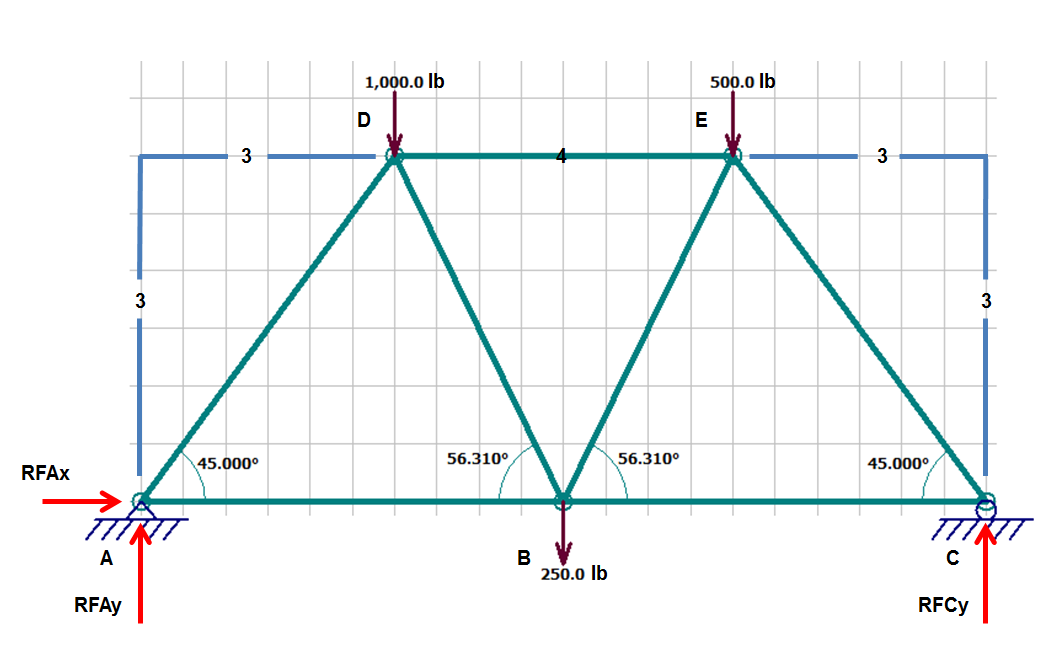 1,000.0 lb
500.0 lb
D
E
3
4
3
3
3
45.000°
56.310°
56.310°
45.000°
RFAx
A
B
C
250.0 lb
RFAy
RFCy